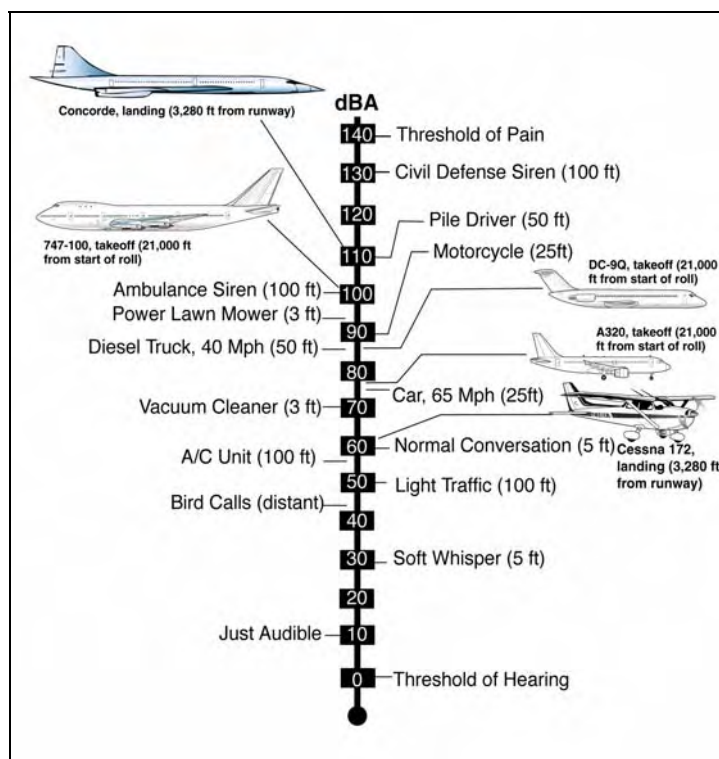 Concorde, landing (3,280 ft from runway)
dBA
140
Threshold of Pain
130
Civil Defense Siren (100 ft)
120
747-100, takeoff (21,000 ft
from start of roll)
Pile Driver (50 ft)
110
Motorcycle (25ft)
DC-9Q, takeoff (21,000
ft from start of roll)
Ambulance Siren (100 ft)
100
Power Lawn Mower (3 ft)
90
Diesel Truck, 40 Mph (50 ft)
A320, takeoff (21,000
ft from start of roll)
80
Car, 65 Mph (25ft)
Vacuum Cleaner (3 ft)
70
60
Normal Conversation (5 ft)
Cessna 172,
landing (3,280 ft
from runway)
A/C Unit (100 ft)
50
Light Traffic (100 ft)
Bird Calls (distant)
40
30
Soft Whisper (5 ft)
20
Just Audible
10
0
Threshold of Hearing